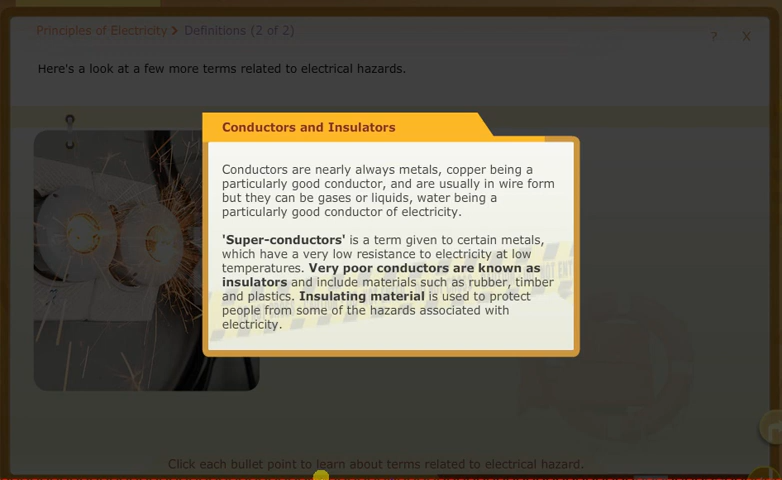 Principles of Electricity > Definitions (2 of 2)
? X
Here's a look at a few more terms related to electrical hazards.
Conductors and Insulators
Conductors are nearly always metals, copper being a
particularly good conductor, and are usually in wire form
but they can be gases or liquids, water being a
particularly good conductor of electricity.
'Super-conductors' is a term given to certain metals,
which have a very low resistance to electricity at low
temperatures. Very poor conductors are known as
insulators and include materials such as rubber, timber
and plastics. Insulating material is used to protect
people from some of the hazards associated with
electricity.
Click each bullet point to learn about terms related to electrical hazard.